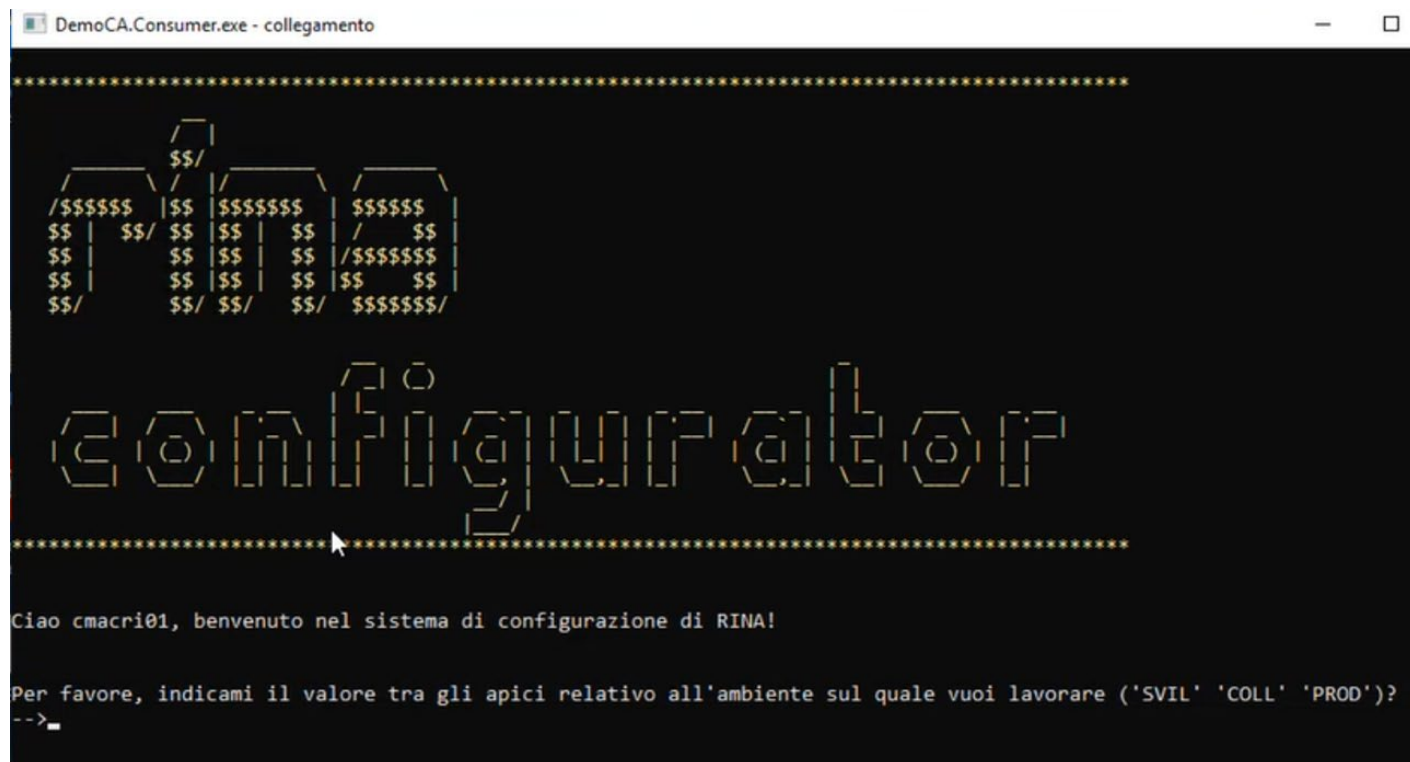 DemoCA.Consumer.exe - collegamento
rina
configurator
Ciao cmacri01, benvenuto nel sistema di configurazione di RINA!
Per favore, indicami il valore tra gli apici relativo all'ambiente sul quale vuoi lavorare ('SVIL' 'COLL' 'PROD')?
-->_